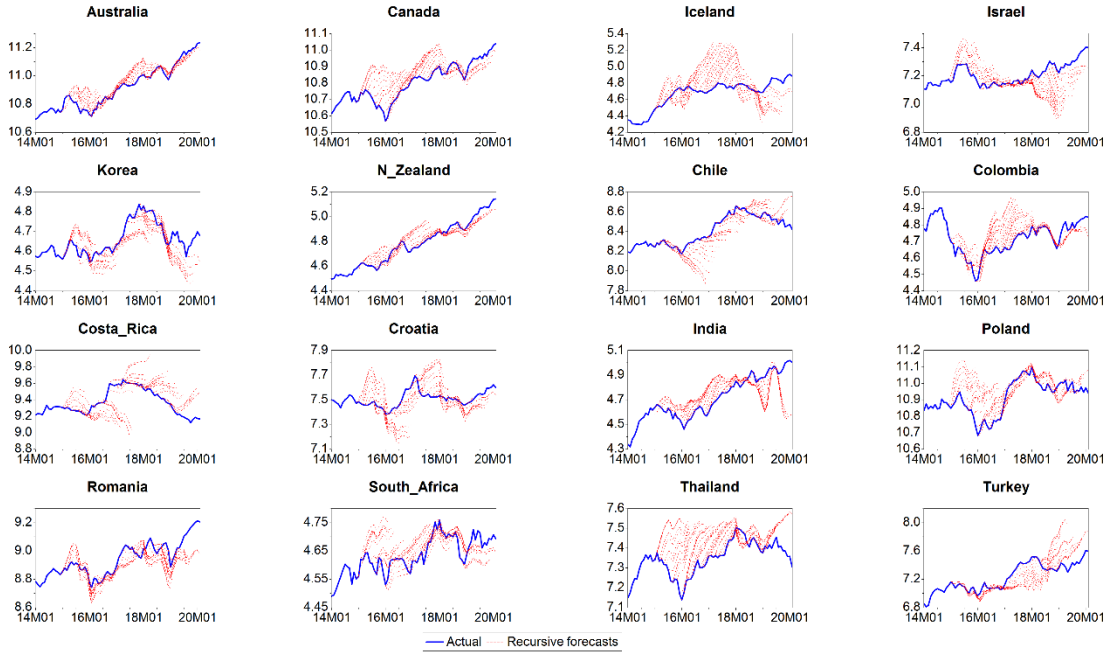 Australia Canada Iceland Israel
11.2 11.1 5.4 7.4
11.0 11.0 5.1 7.2
10.8 10.9 4.8 7.0
10.6 10.8 4.5 6.8
10.7 4.2
10.6
10.5
14M01 16M01 18M01 20M01 14M01 16M01 18M01 20M01 14M01 16M01 18M01 20M01 14M01 16M01 18M01 20M01
Korea N_Zealand Chile Colombia
4.9 5.2 8.8 5.0
4.8 5.0 8.6 4.9
4.7 4.8 8.4 4.8
4.6 4.6 8.2 4.7
4.5 4.4 8.0 4.6
4.4 7.8 4.5
4.4
14M01 16M01 18M01 20M01 14M01 16M01 18M01 20M01 14M01 16M01 18M01 20M01 14M01 16M01 18M01 20M01
Costa_Rica Croatia India Poland
10.0 7.9 5.1 11.2
9.8 7.7 4.9 11.1
9.6 7.5 4.7 11.0
9.4 7.3 4.5 10.9
9.2 7.1 4.3 10.8
9.0 10.7
8.8 10.6
14M01 16M01 18M01 20M01 14M01 16M01 18M01 20M01 14M01 16M01 18M01 20M01 14M01 16M01 18M01 20M01
Romania South_Africa Thailand Turkey
9.2 4.75 7.6 8.0
9.0 4.65 7.5 7.6
8.8 4.55 7.4 7.2
8.6 4.45 7.3 6.8
7.2
7.1
14M01 16M01 18M01 20M01 14M01 16M01 18M01 20M01 14M01 16M01 18M01 20M01 14M01 16M01 18M01 20M01
Actual Recursive forecasts